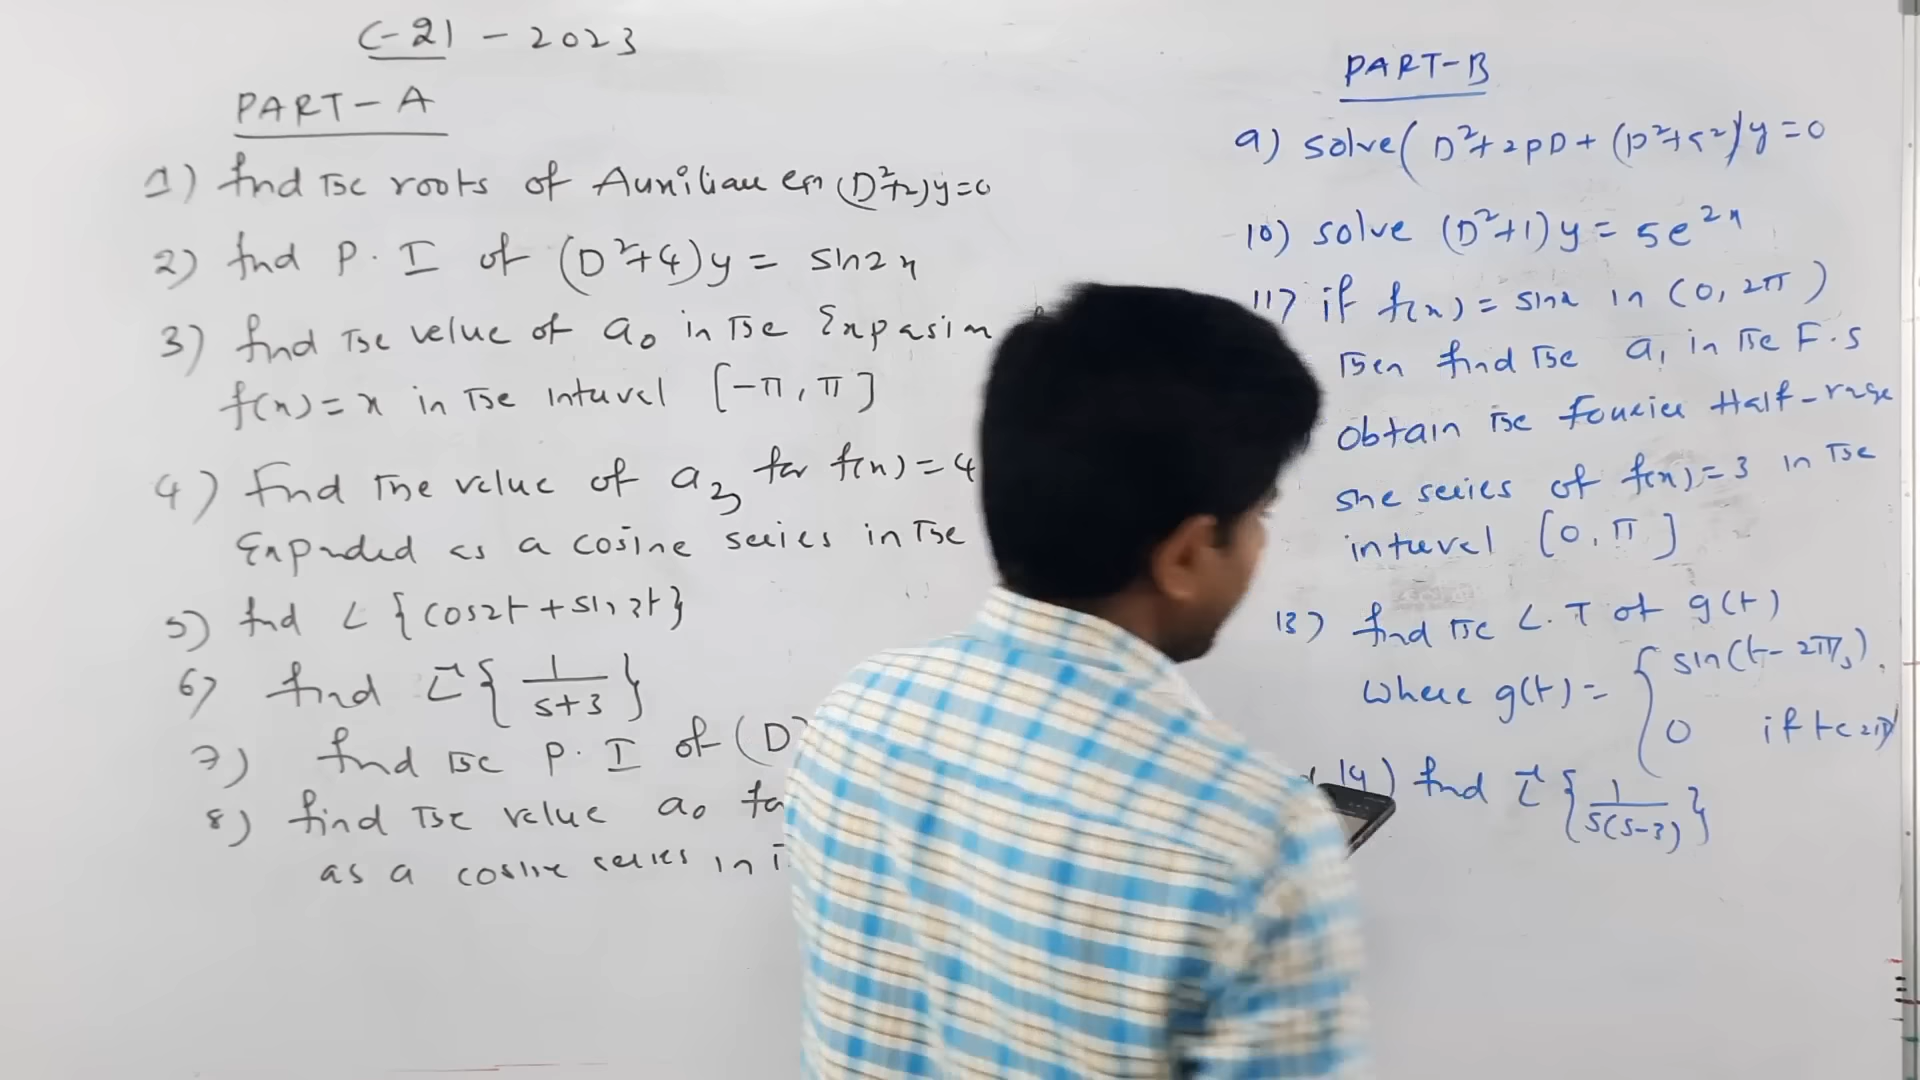 C-21 - 2023
PART-A
1) find the roots of Auxiliary eqn (D²+2)y=0
2) find P.I of (D²+4)y = sin2x
3) find the value of a₀ in the Expasion
f(x)=x in the interval [-π, π]
4) Find the value of a₃ for f(x)=4
Expanded as a cosine series in the
5) find L{cos2t + sin3t}
6) find L⁻¹{1/(s+3)}
7) find the P.I of (D²
8) find the value a₀ fo
as a cosine series in
PART-B
9) solve (D²+2pD+(p²+q²))y=0
10) solve (D²+1)y = 5e^{2x}
11) if f(x) = sinx in (0, 2π)
then find the a₁ in the F.S
Obtain the Fourier Half-range
sine series of f(x)=3 in the
interval [0, π]
13) find the L.T of g(t)
where g(t)= { sin(t-2π/3),
0 if t<2π/
14) find L⁻¹{1/(s(s-3))}